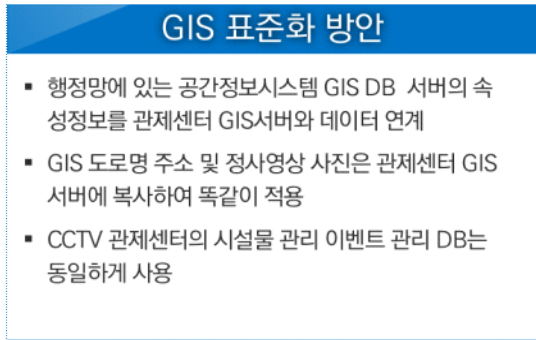 GIS 표준화 방안
▪ 행정망에 있는 공간정보시스템 GIS DB 서버의 속
성정보를 관제센터 GIS서버와 데이터 연계
▪ GIS 도로명 주소 및 정사영상 사진은 관제센터 GIS
서버에 복사하여 똑같이 적용
▪ CCTV 관제센터의 시설물 관리 이벤트 관리 DB는
동일하게 사용